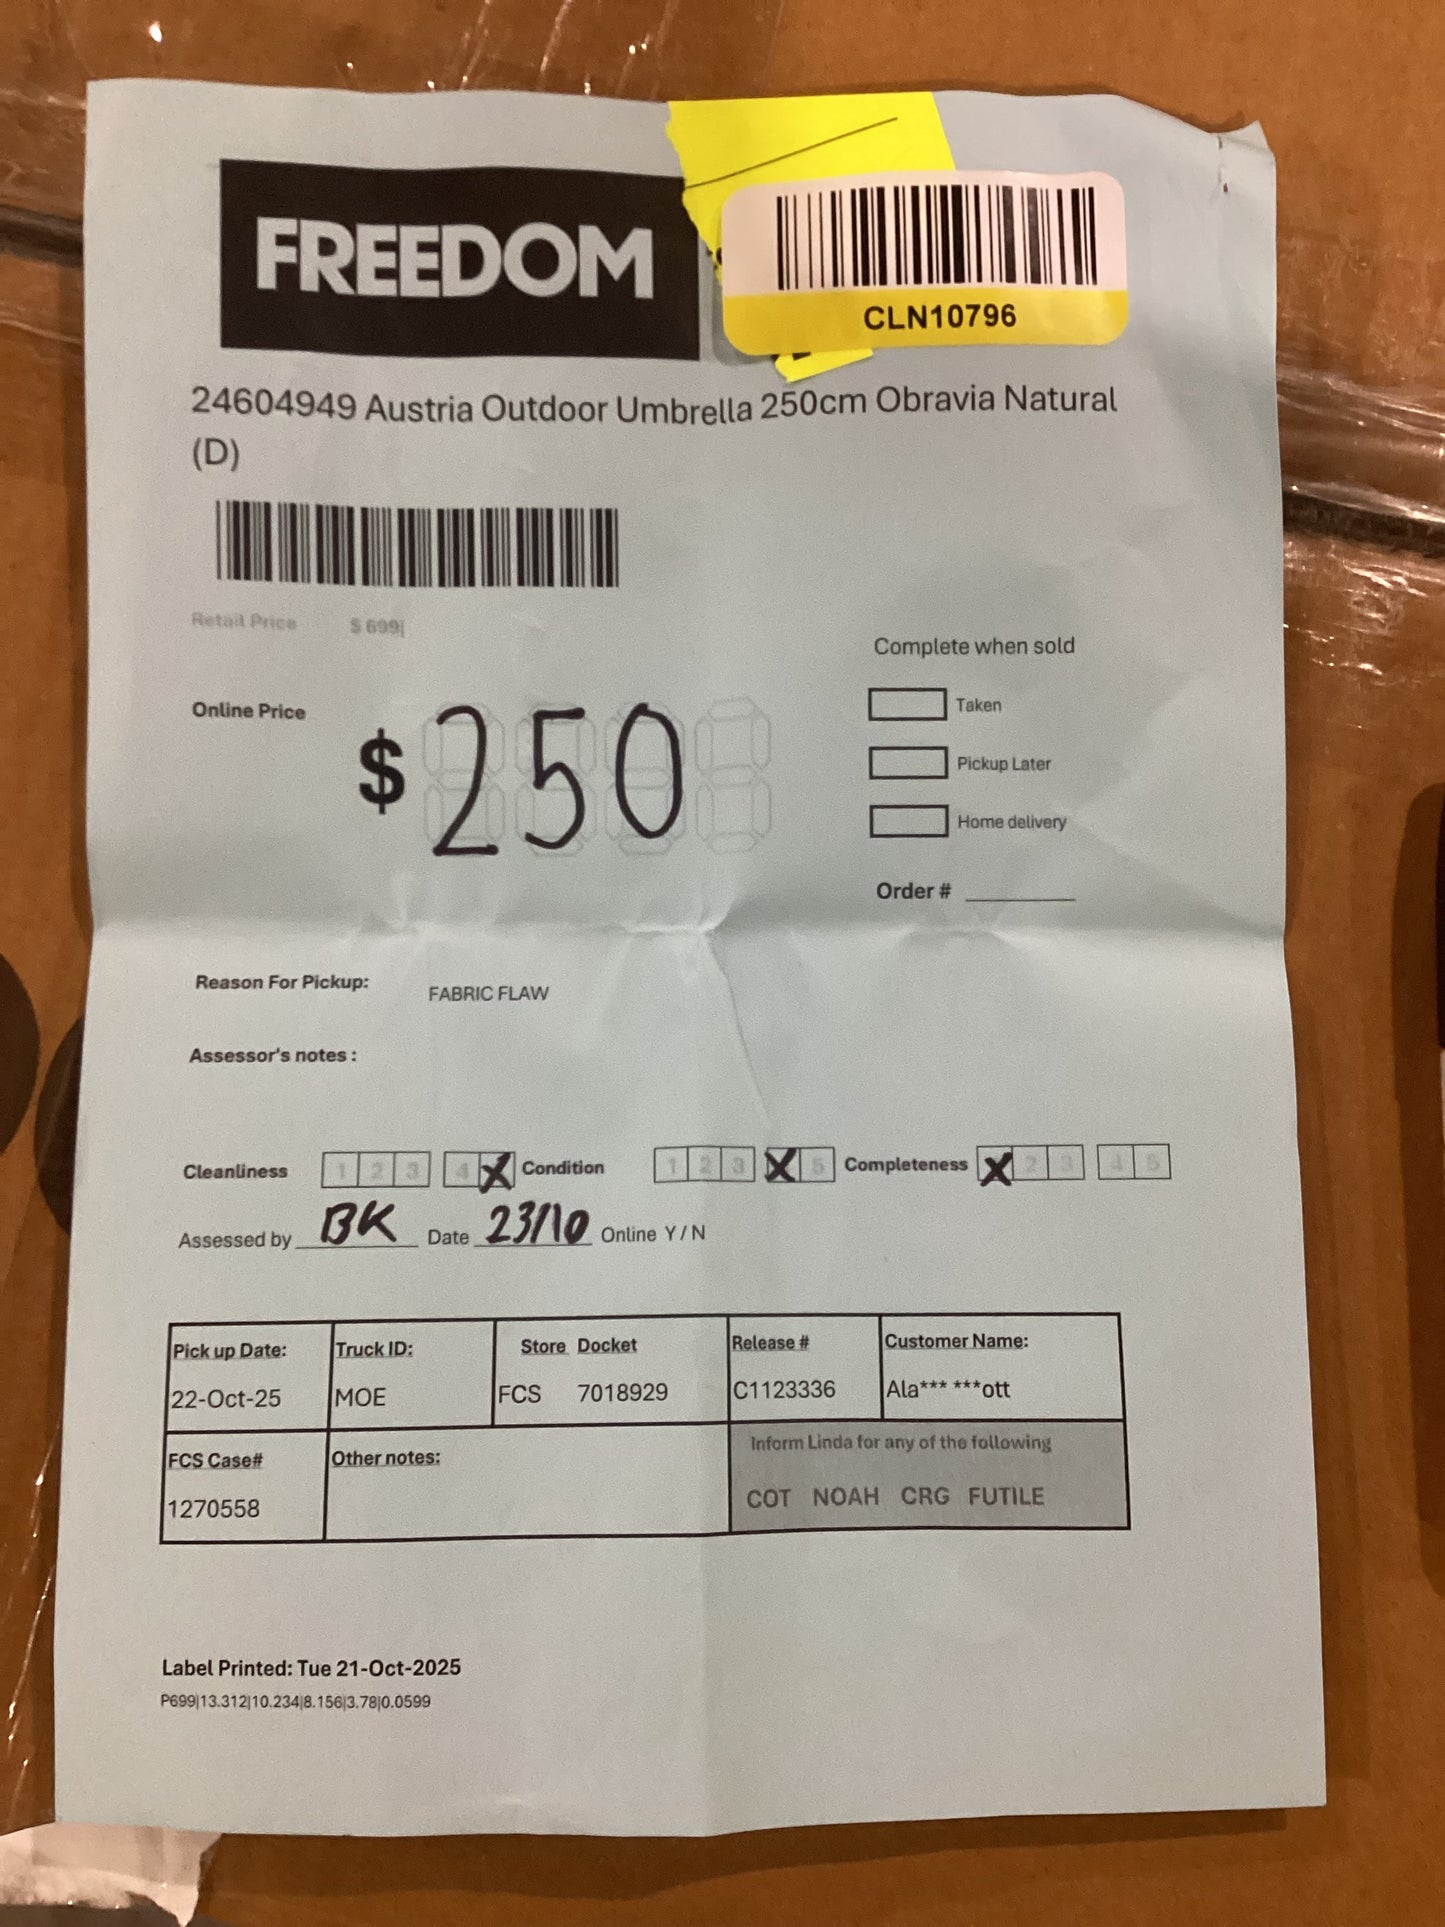 FREEDOM
CLN10796
24604949 Austria Outdoor Umbrella 250cm Obravia Natural
(D)
Retail Price $ 699|
Complete when sold
Online Price
$ 250
Taken
Pickup Later
Home delivery
Order #
Reason For Pickup: FABRIC FLAW
Assessor's notes :
Cleanliness 1 2 3 4 X Condition 1 2 3 X 5 Completeness X 2 3 4 5
Assessed by BK Date 23/10 Online Y / N
Pick up Date: Truck ID: Store Docket Release # Customer Name:
22-Oct-25 MOE FCS 7018929 C1123336 Ala*** ***ott
FCS Case# Other notes: Inform Linda for any of the following
1270558 COT NOAH CRG FUTILE
Label Printed: Tue 21-Oct-2025
P699|13.312|10.234|8.156|3.78|0.0599